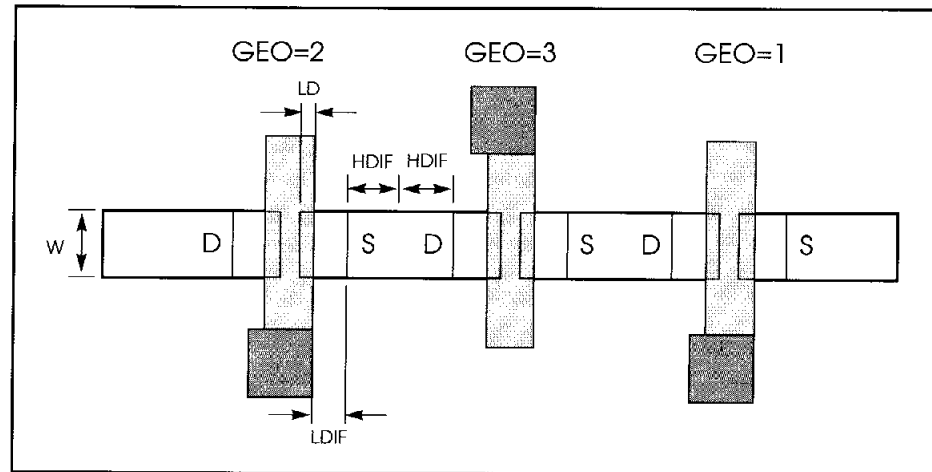 GEO=2 GEO=3 GEO=1
LD
HDIF HDIF
W D S D S D S
LDIF